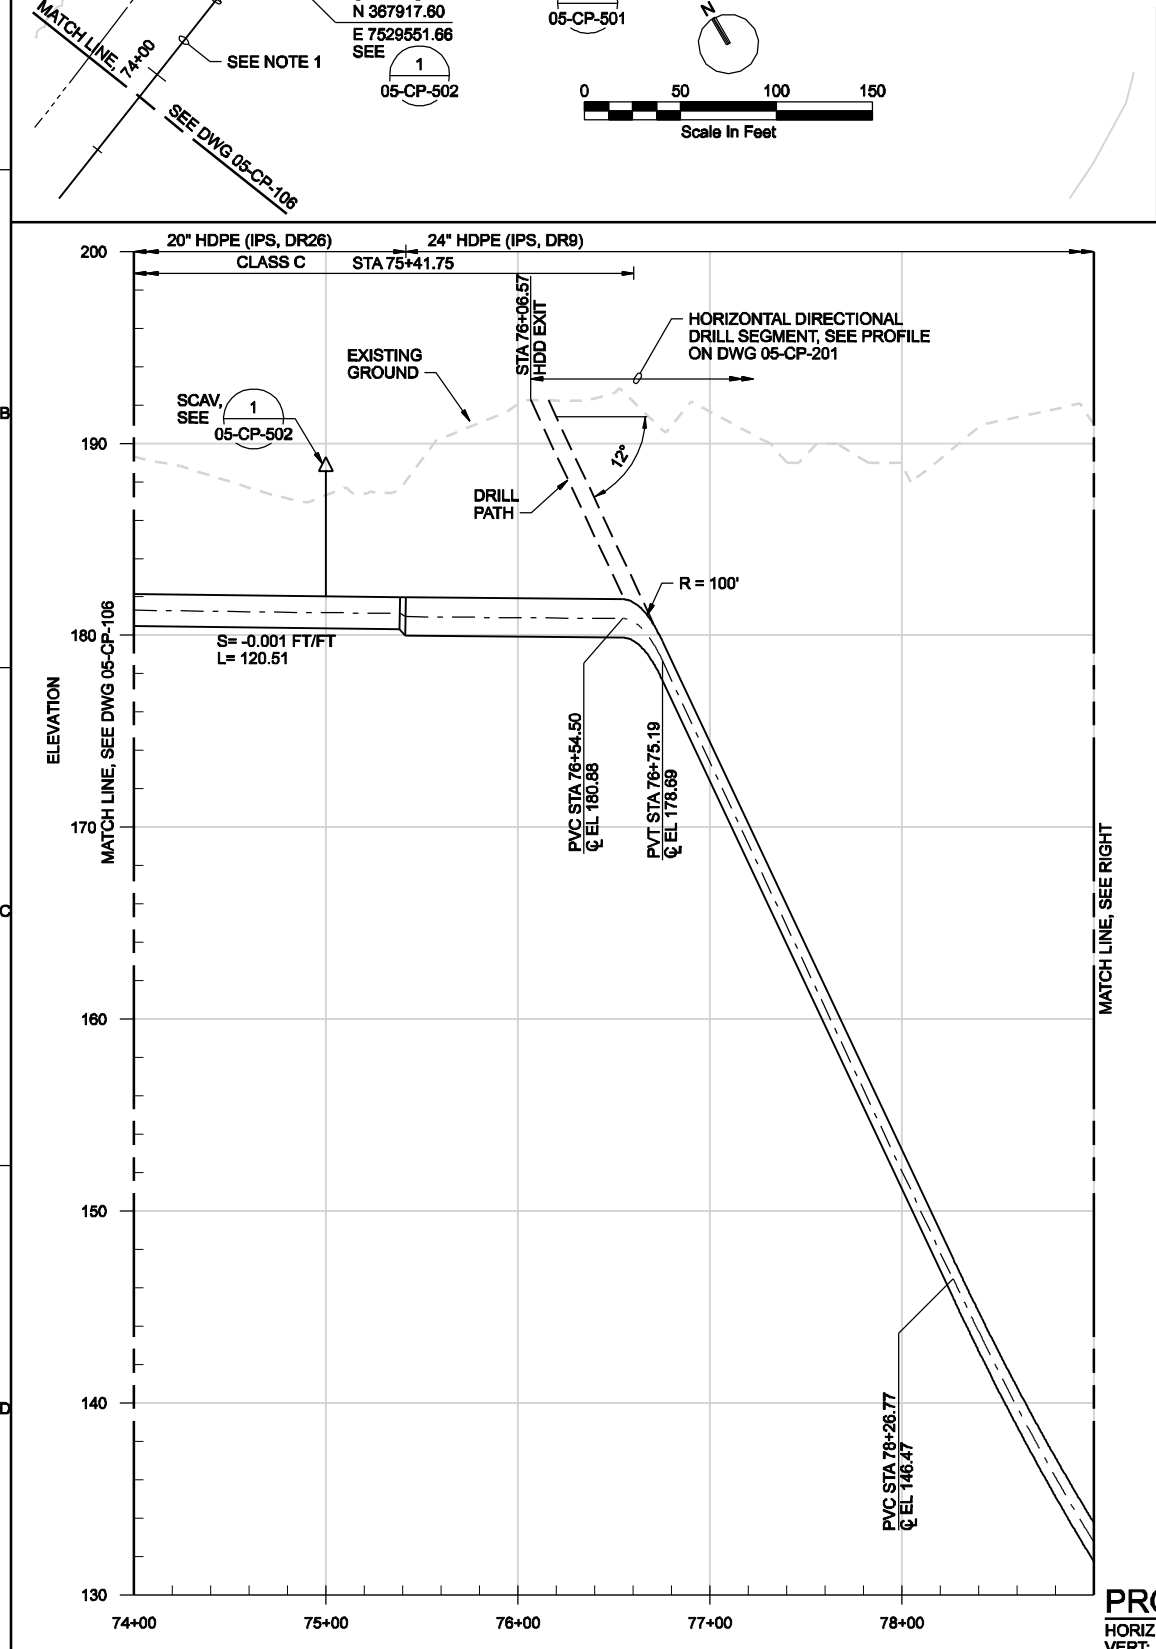 N 367917.60
E 7529551.66
SEE
1
05-CP-502
05-CP-501
N
MATCH LINE, 74+00
SEE DWG 05-CP-106
SEE NOTE 1
0 50 100 150
Scale In Feet
20" HDPE (IPS, DR26)
24" HDPE (IPS, DR9)
CLASS C
STA 75+41.75
STA 76+06.57
HDD EXIT
HORIZONTAL DIRECTIONAL
DRILL SEGMENT, SEE PROFILE
ON DWG 05-CP-201
EXISTING
GROUND
SCAV,
SEE
1
05-CP-502
12°
DRILL
PATH
R = 100'
S= -0.001 FT/FT
L= 120.51
PVC STA 76+54.50
℄ EL 180.88
PVT STA 76+75.19
℄ EL 178.69
PVC STA 78+26.77
℄ EL 146.47
ELEVATION
MATCH LINE, SEE DWG 05-CP-106
MATCH LINE, SEE RIGHT
200
190
180
170
160
150
140
130
74+00 75+00 76+00 77+00 78+00
B
C
D
PRO
HORIZ
VERT: